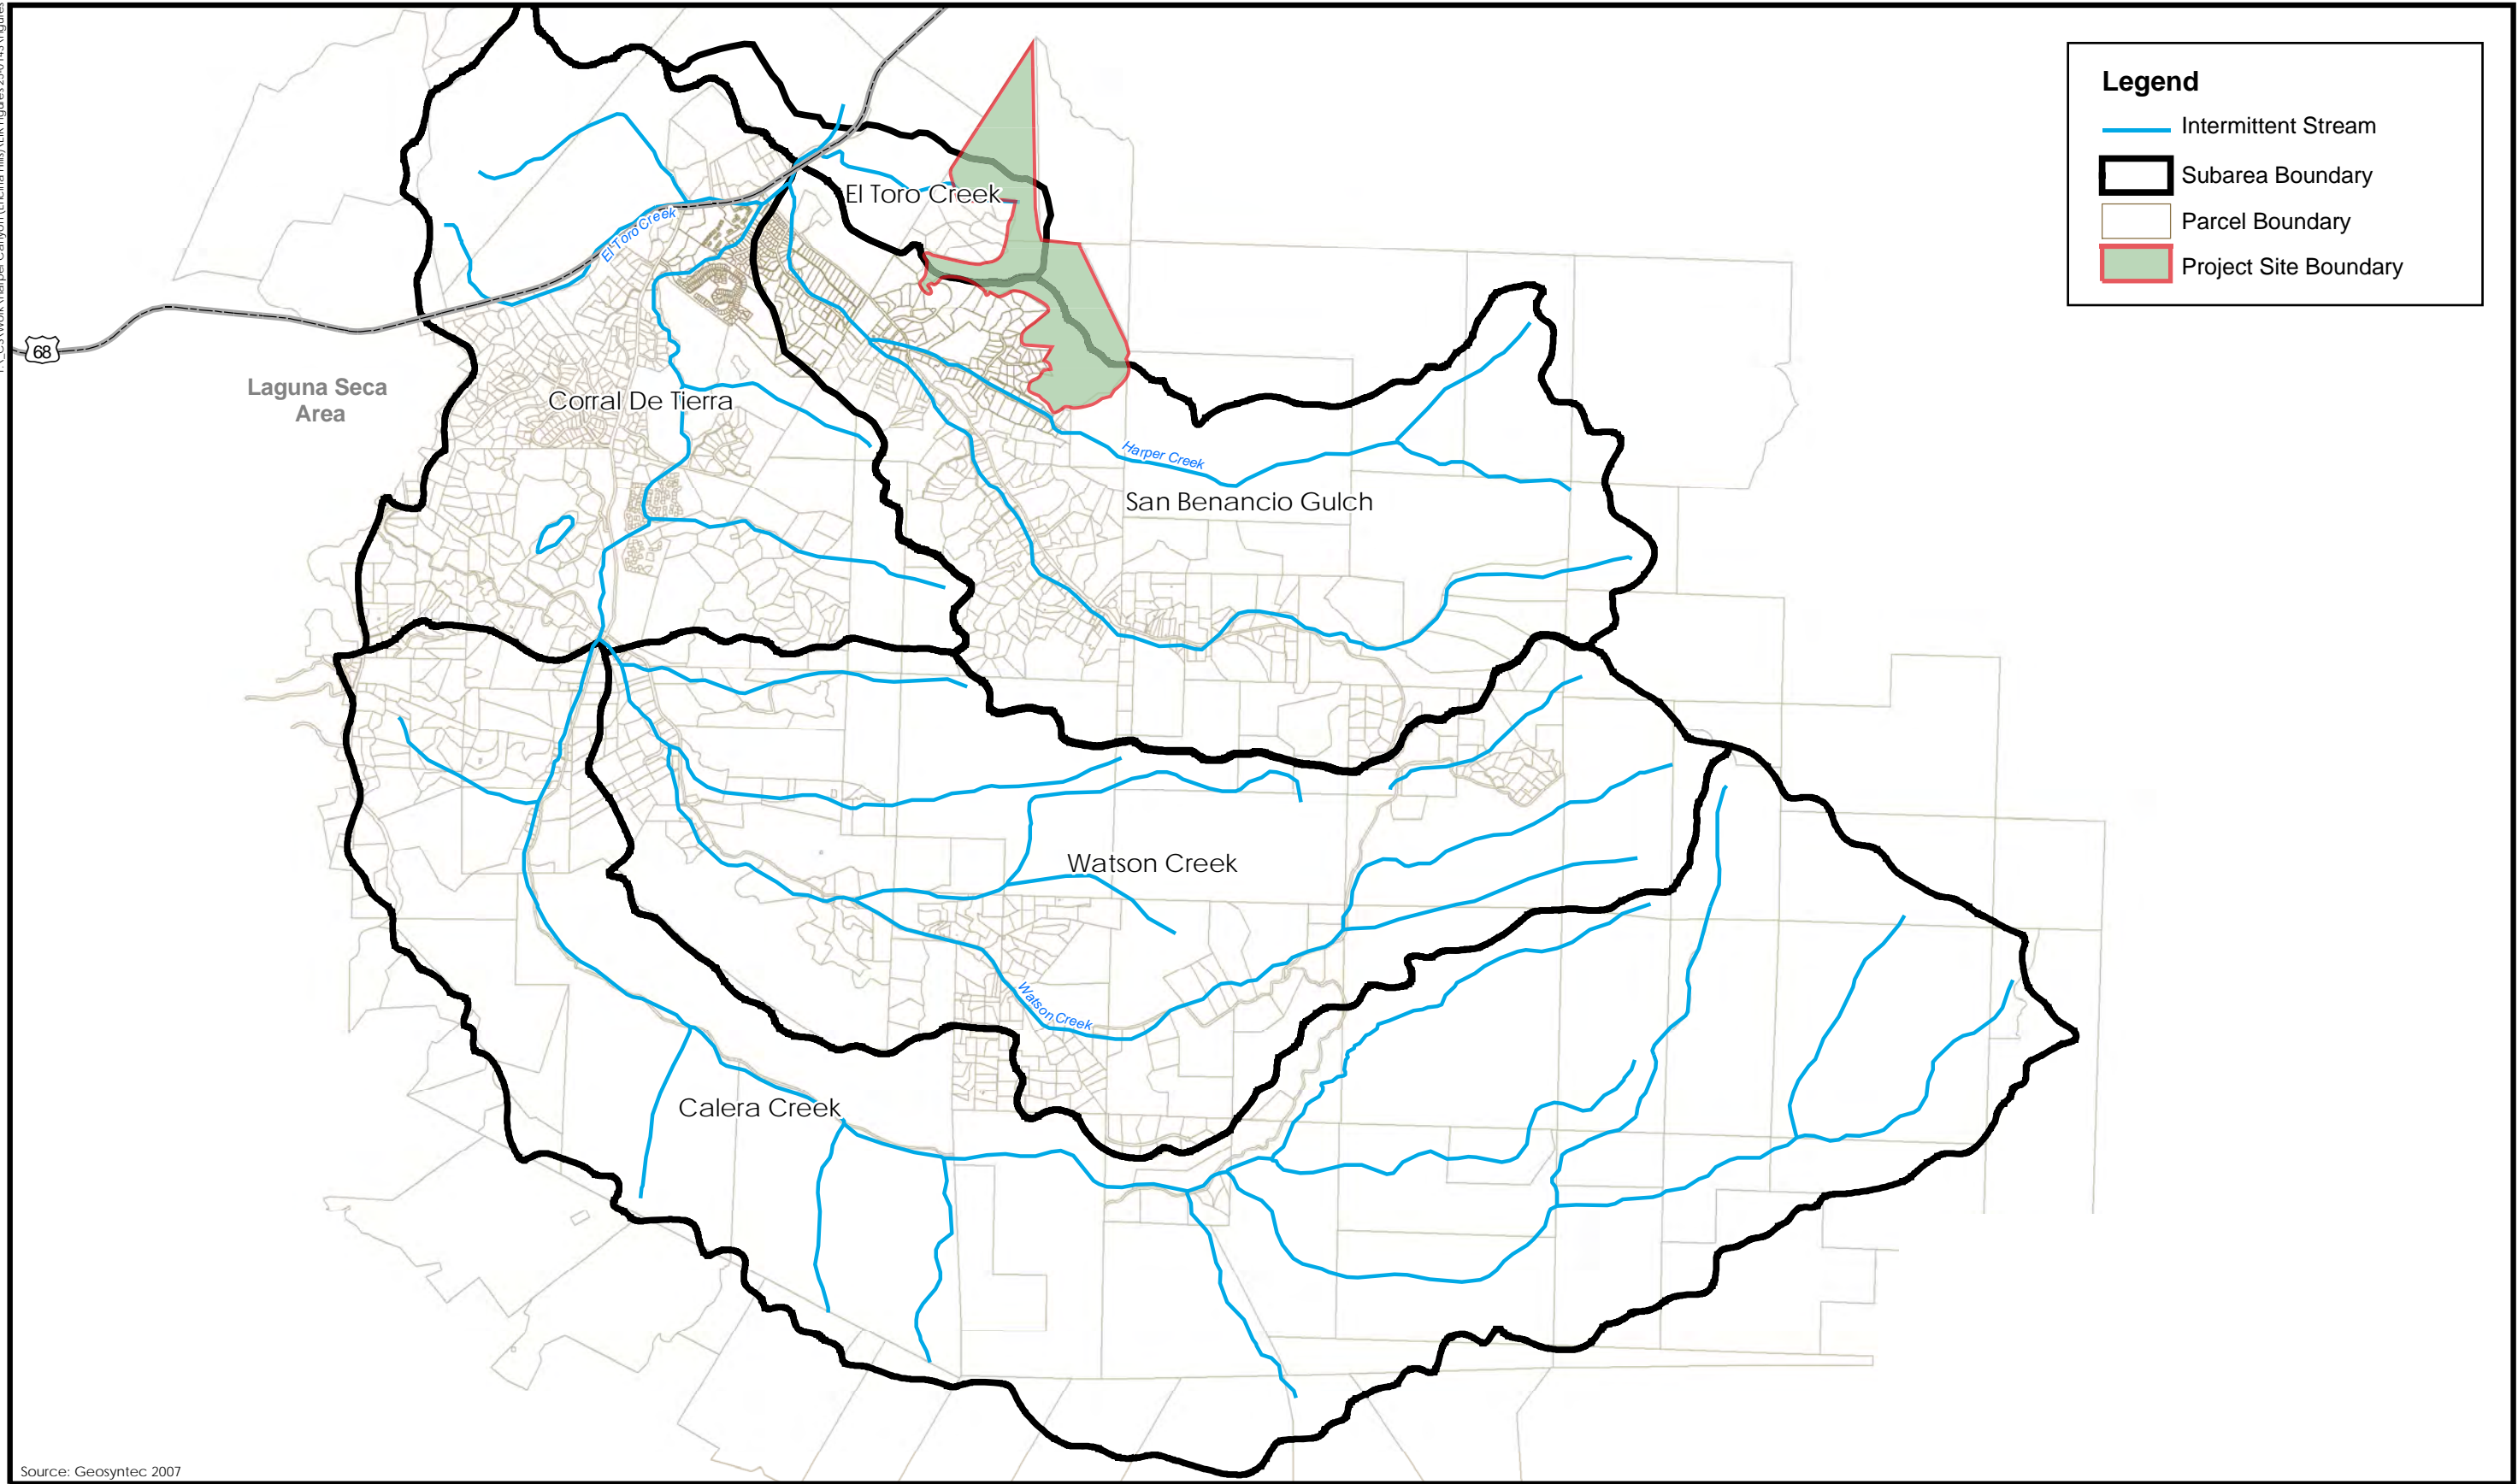 Legend
Intermittent Stream
Subarea Boundary
Parcel Boundary
Project Site Boundary
El Toro Creek
El Toro Creek
68
Laguna Seca
Area
Corral De Tierra
Harper Creek
San Benancio Gulch
Watson Creek
Watson Creek
Calera Creek
Source: Geosyntec 2007